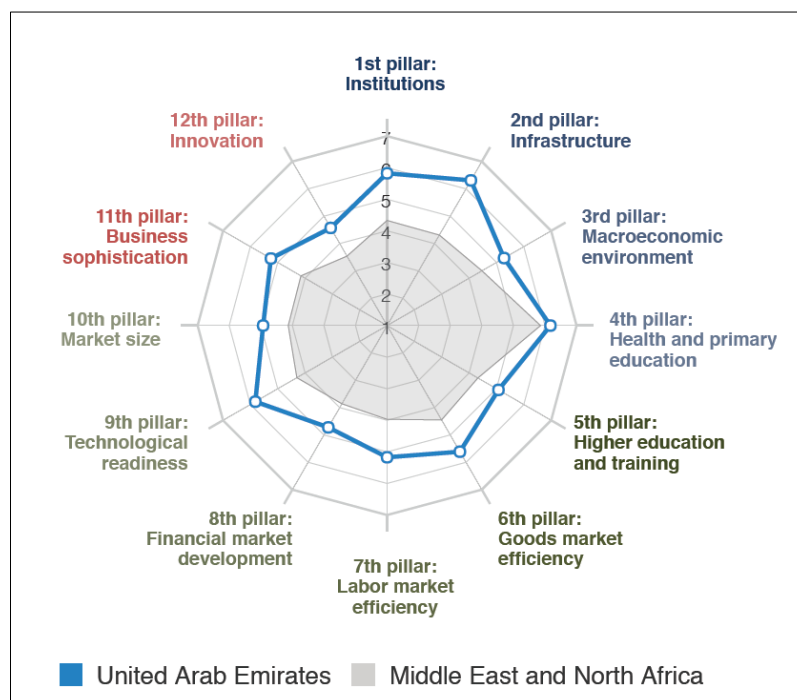 1st pillar:
Institutions
2nd pillar:
Infrastructure
3rd pillar:
Macroeconomic
environment
4th pillar:
Health and primary
education
5th pillar:
Higher education
and training
6th pillar:
Goods market
efficiency
7th pillar:
Labor market
efficiency
8th pillar:
Financial market
development
9th pillar:
Technological
readiness
10th pillar:
Market size
11th pillar:
Business
sophistication
12th pillar:
Innovation
7
6
5
4
3
2
1
United Arab Emirates
Middle East and North Africa